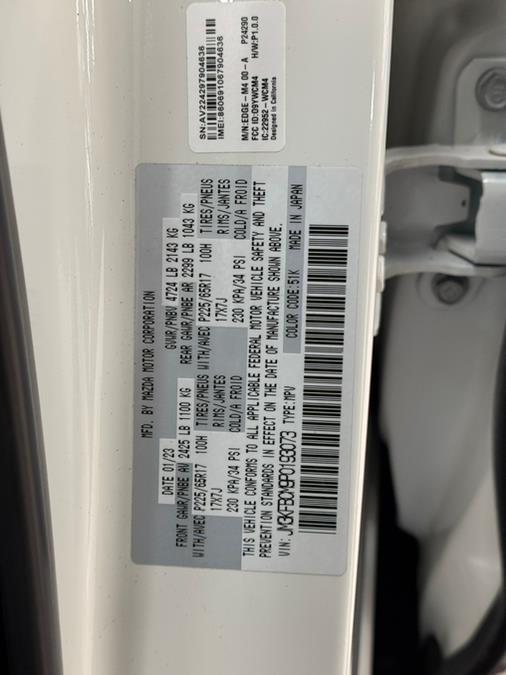 SN:AV224297904636
IMEI:860691067904636
M/N:EDGE-M4 00-A P24290
FCC ID:09YWCM4 H/W:P1.0.0
IC:22952-WCM4
Designed in California
MFD. BY MAZDA MOTOR CORPORATION
DATE 01/23 GVWR/PNBV 4724 LB 2143 KG
FRONT GAWR/PNBE AV 2425 LB 1100 KG REAR GAWR/PNBE AR 2299 LB 1043 KG
WITH/AVEC P225/65R17 100H TIRES/PNEUS WITH/AVEC P225/65R17 100H TIRES/PNEUS
17X7J RIMS/JANTES 17X7J RIMS/JANTES
230 KPA/34 PSI COLD/A FROID 230 KPA/34 PSI COLD/A FROID
THIS VEHICLE CONFORMS TO ALL APPLICABLE FEDERAL MOTOR VEHICLE SAFETY AND THEFT
PREVENTION STANDARDS IN EFFECT ON THE DATE OF MANUFACTURE SHOWN ABOVE.
VIN: JM3KFBCM9P0193073 TYPE:MPV
COLOR CODE:51K MADE IN JAPAN